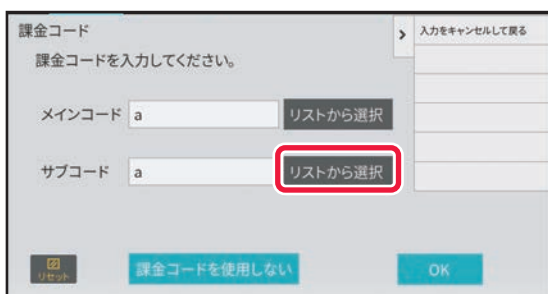 課金コード
入力をキャンセルして戻る
課金コードを入力してください。
メインコード a リストから選択
サブコード a リストから選択
リセット
課金コードを使用しない
OK